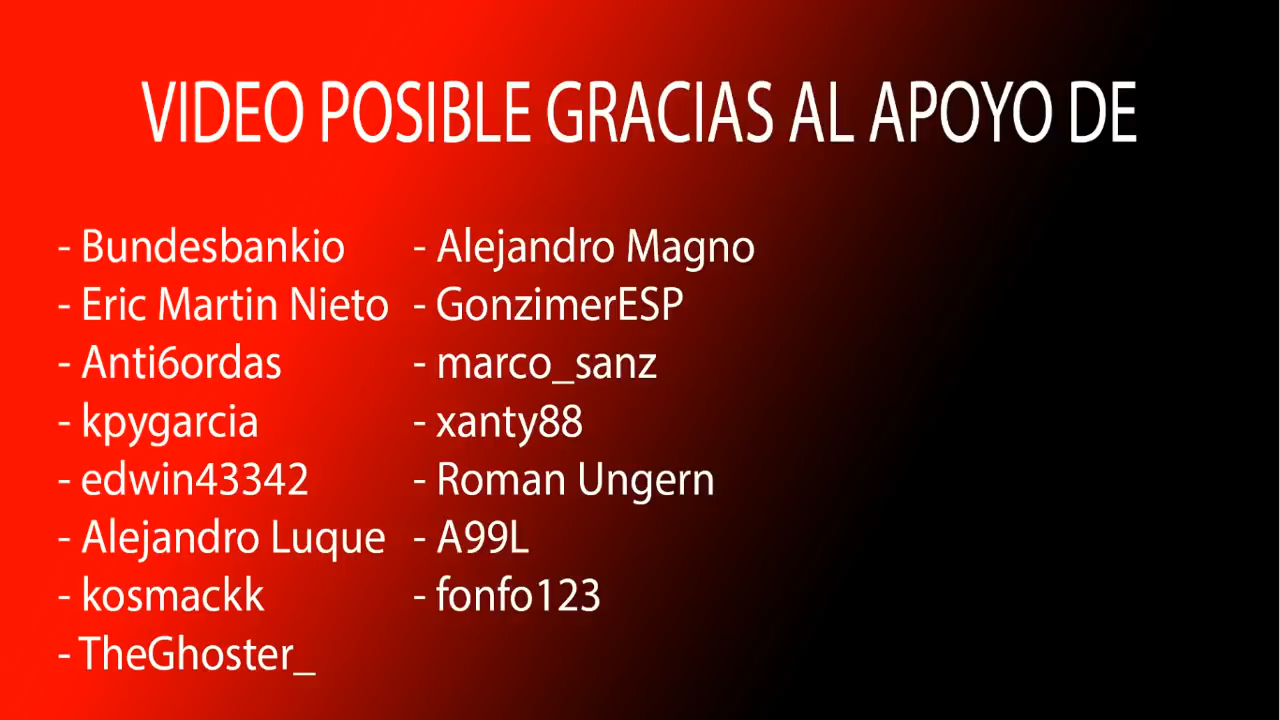 VIDEO POSIBLE GRACIAS AL APOYO DE
- Bundesbankio
- Eric Martin Nieto
- Anti6ordas
- kpygarcia
- edwin43342
- Alejandro Luque
- kosmackk
- TheGhoster_
- Alejandro Magno
- GonzimerESP
- marco_sanz
- xanty88
- Roman Ungern
- A99L
- fonfo123